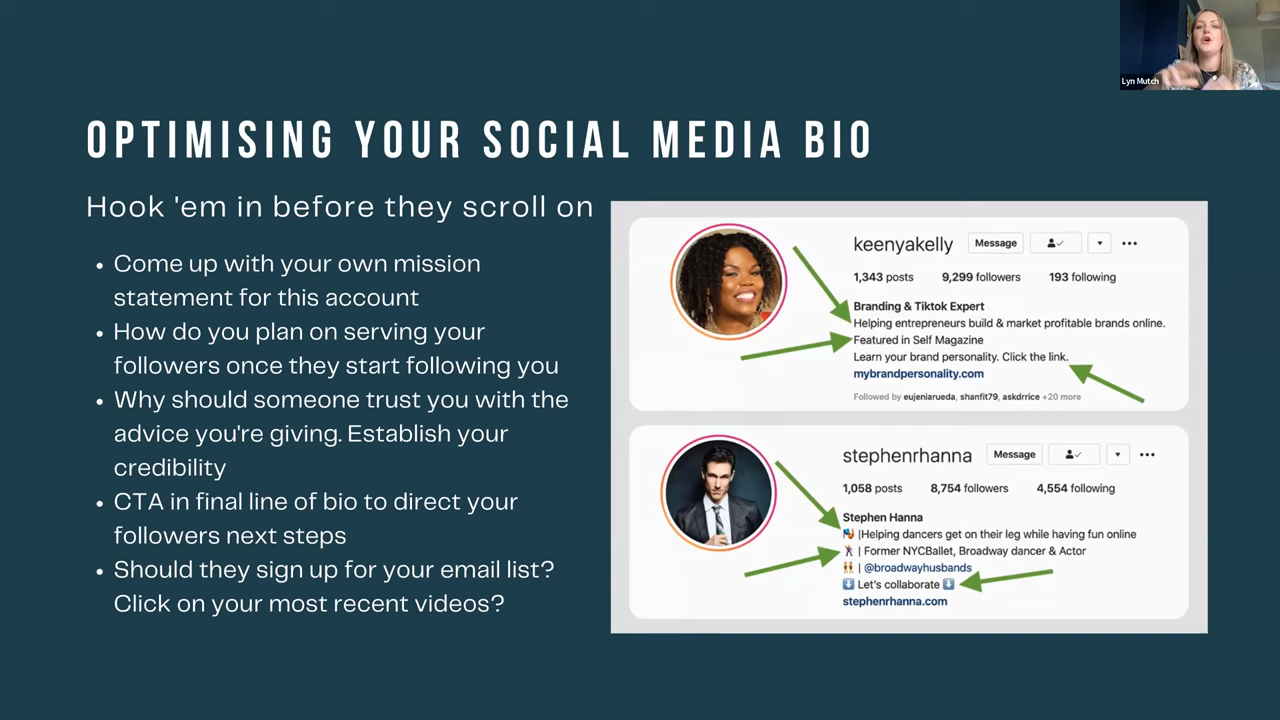 Lyn Mutch
OPTIMISING YOUR SOCIAL MEDIA BIO
Hook 'em in before they scroll on
• Come up with your own mission
statement for this account
• How do you plan on serving your
followers once they start following you
• Why should someone trust you with the
advice you're giving. Establish your
credibility
• CTA in final line of bio to direct your
followers next steps
• Should they sign up for your email list?
Click on your most recent videos?
keenyakelly Message
1,343 posts 9,299 followers 193 following
Branding & Tiktok Expert
Helping entrepreneurs build & market profitable brands online.
Featured in Self Magazine
Learn your brand personality. Click the link.
mybrandpersonality.com
Followed by eujeniarueda, shanfit79, askdrrice +20 more
stephenrhanna Message
1,058 posts 8,754 followers 4,554 following
Stephen Hanna
|Helping dancers get on their leg while having fun online
| Former NYCBallet, Broadway dancer & Actor
| @broadwayhusbands
Let's collaborate
stephenrhanna.com